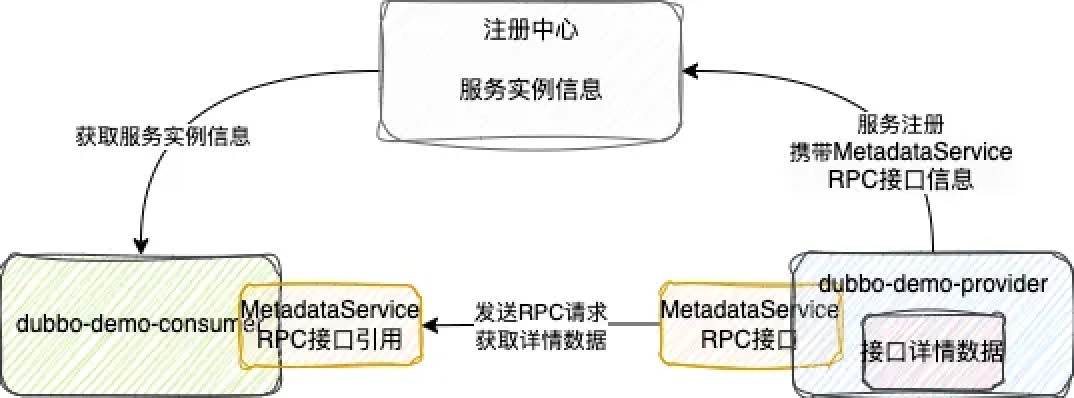 注册中心
服务实例信息
获取服务实例信息
服务注册
携带MetadataService
RPC接口信息
dubbo-demo-consumer
MetadataService
RPC接口引用
发送RPC请求
获取详情数据
MetadataService
RPC接口
dubbo-demo-provider
接口详情数据